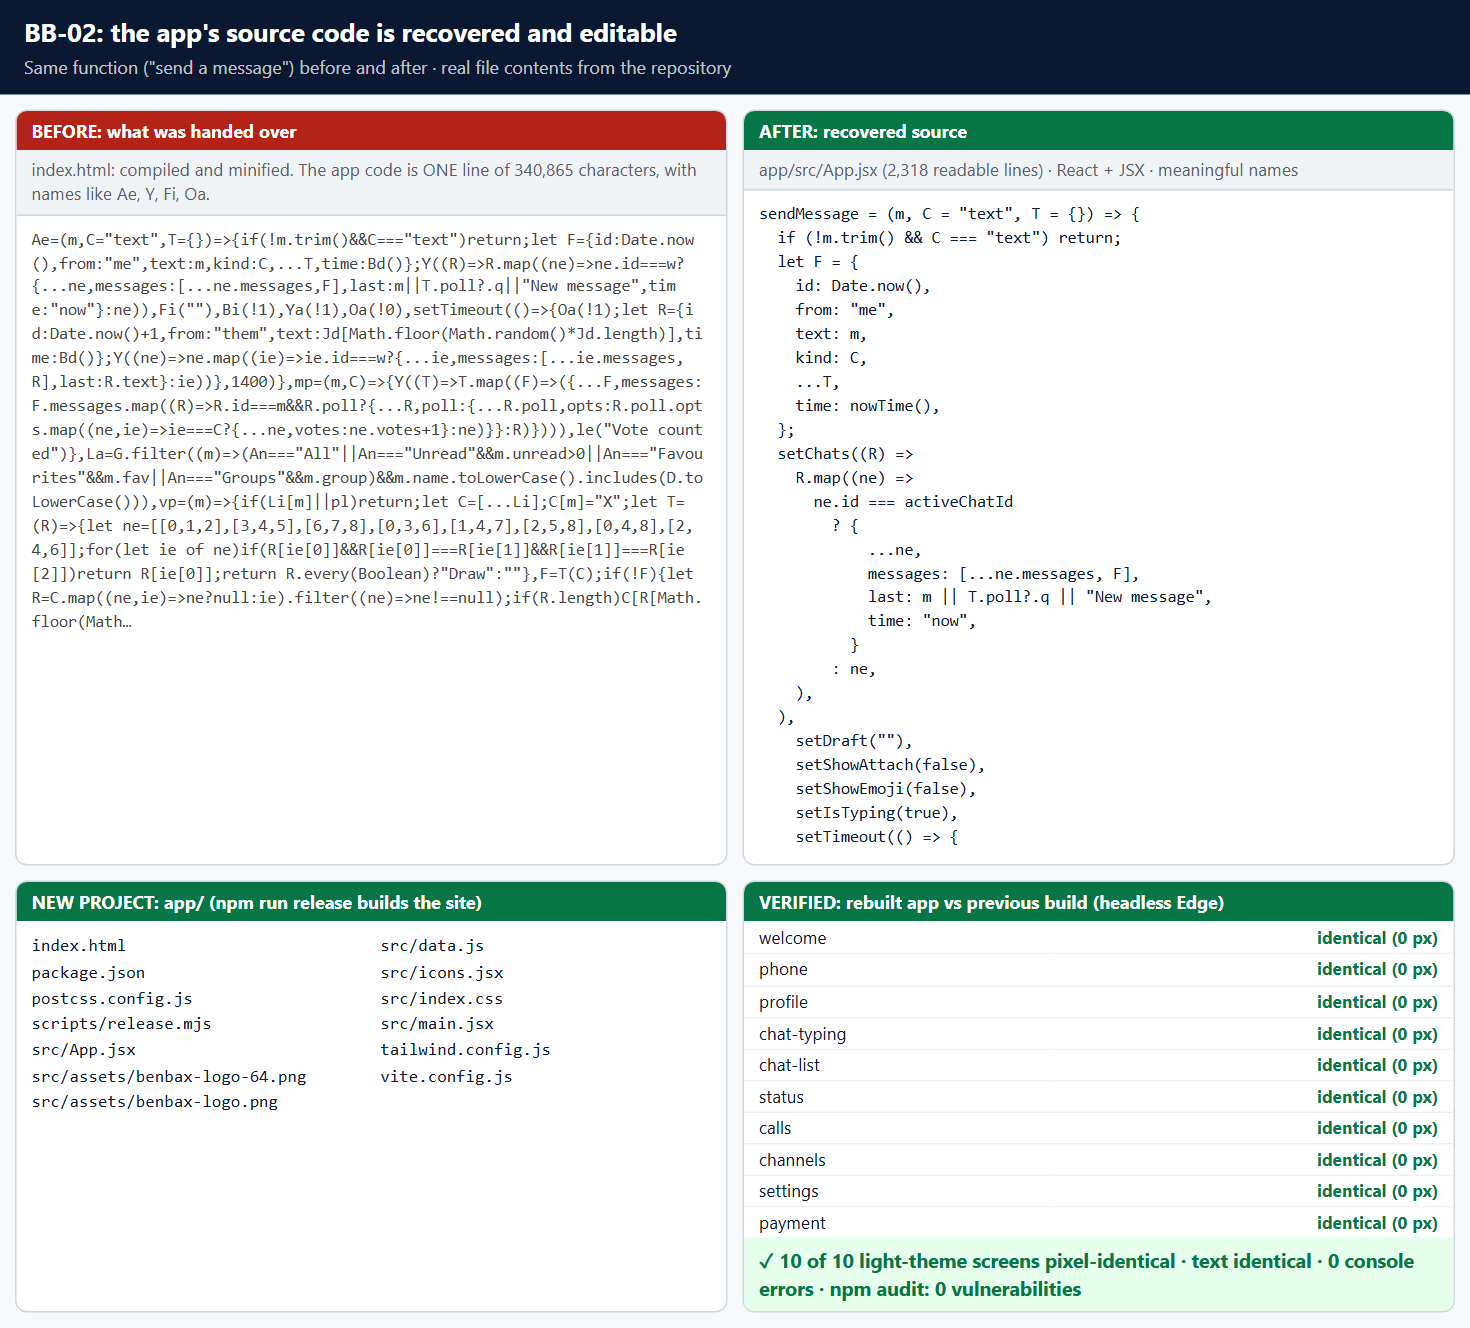 BB-02: the app's source code is recovered and editable
Same function ("send a message") before and after · real file contents from the repository
BEFORE: what was handed over
index.html: compiled and minified. The app code is ONE line of 340,865 characters, with
names like Ae, Y, Fi, Oa.
Ae=(m,C="text",T={})=>{if(!m.trim()&&C==="text")return;let F={id:Date.now
(),from:"me",text:m,kind:C,...T,time:Bd()};Y((R)=>R.map((ne)=>ne.id===w?
{...ne,messages:[...ne.messages,F],last:m||T.poll?.q||"New message",tim
e:"now"}:ne)),Fi(""),Bi(!1),Ya(!1),Oa(!0),setTimeout(()=>{Oa(!1);let R={i
d:Date.now()+1,from:"them",text:Jd[Math.floor(Math.random()*Jd.length)],ti
me:Bd()};Y((ne)=>ne.map((ie)=>ie.id===w?{...ie,messages:[...ie.messages,
R],last:R.text}:ie))},1400)},mp=(m,C)=>{Y((T)=>T.map((F)=>({...F,messages:
F.messages.map((R)=>R.id===m&&R.poll?{...R,poll:{...R.poll,opts:R.poll.opt
s.map((ne,ie)=>ie===C?{...ne,votes:ne.votes+1}:ne)}}:R)}))),le("Vote count
ed")},La=G.filter((m)=>(An==="All"||An==="Unread"&&m.unread>0||An==="Favou
rites"&&m.fav||An==="Groups"&&m.group)&&m.name.toLowerCase().includes(D.to
LowerCase())),vp=(m)=>{if(Li[m]||pl)return;let C=[...Li];C[m]="X";let T=
(R)=>{let ne=[[0,1,2],[3,4,5],[6,7,8],[0,3,6],[1,4,7],[2,5,8],[0,4,8],[2,
4,6]];for(let ie of ne)if(R[ie[0]]&&R[ie[0]]===R[ie[1]]&&R[ie[1]]===R[ie
[2]])return R[ie[0]];return R.every(Boolean)?"Draw":""},F=T(C);if(!F){let
R=C.map((ne,ie)=>ne?null:ie).filter((ne)=>ne!==null);if(R.length)C[R[Math.
floor(Math…
AFTER: recovered source
app/src/App.jsx (2,318 readable lines) · React + JSX · meaningful names
sendMessage = (m, C = "text", T = {}) => {
if (!m.trim() && C === "text") return;
let F = {
id: Date.now(),
from: "me",
text: m,
kind: C,
...T,
time: nowTime(),
};
setChats((R) =>
R.map((ne) =>
ne.id === activeChatId
? {
...ne,
messages: [...ne.messages, F],
last: m || T.poll?.q || "New message",
time: "now",
}
: ne,
),
),
setDraft(""),
setShowAttach(false),
setShowEmoji(false),
setIsTyping(true),
setTimeout(() => {
NEW PROJECT: app/ (npm run release builds the site)
index.html
package.json
postcss.config.js
scripts/release.mjs
src/App.jsx
src/assets/benbax-logo-64.png
src/assets/benbax-logo.png
src/data.js
src/icons.jsx
src/index.css
src/main.jsx
tailwind.config.js
vite.config.js
VERIFIED: rebuilt app vs previous build (headless Edge)
welcome identical (0 px)
phone identical (0 px)
profile identical (0 px)
chat-typing identical (0 px)
chat-list identical (0 px)
status identical (0 px)
calls identical (0 px)
channels identical (0 px)
settings identical (0 px)
payment identical (0 px)
✓ 10 of 10 light-theme screens pixel-identical · text identical · 0 console
errors · npm audit: 0 vulnerabilities